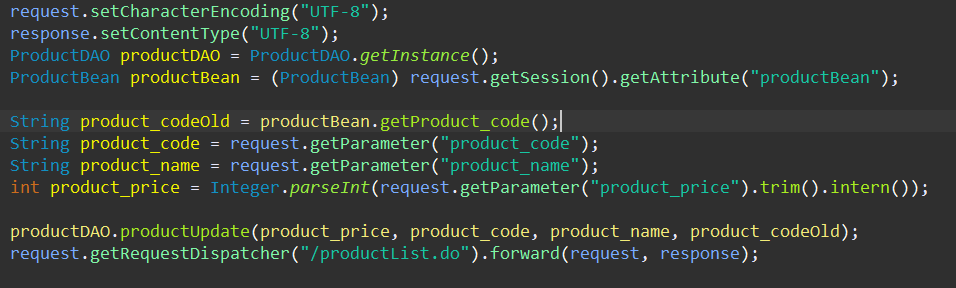 request.setCharacterEncoding("UTF-8");
response.setContentType("UTF-8");
ProductDAO productDAO = ProductDAO.getInstance();
ProductBean productBean = (ProductBean) request.getSession().getAttribute("productBean");
String product_codeOld = productBean.getProduct_code();
String product_code = request.getParameter("product_code");
String product_name = request.getParameter("product_name");
int product_price = Integer.parseInt(request.getParameter("product_price").trim().intern());
productDAO.productUpdate(product_price, product_code, product_name, product_codeOld);
request.getRequestDispatcher("/productList.do").forward(request, response);